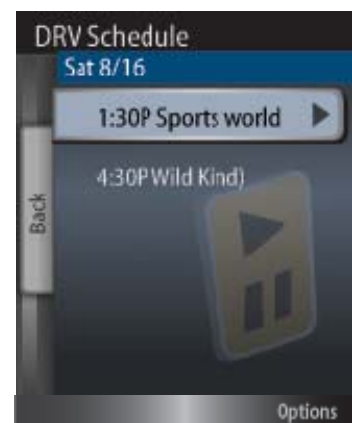 DRV Schedule
Sat 8/16
1:30P Sports world
4:30P Wild Kind)
Back
Options